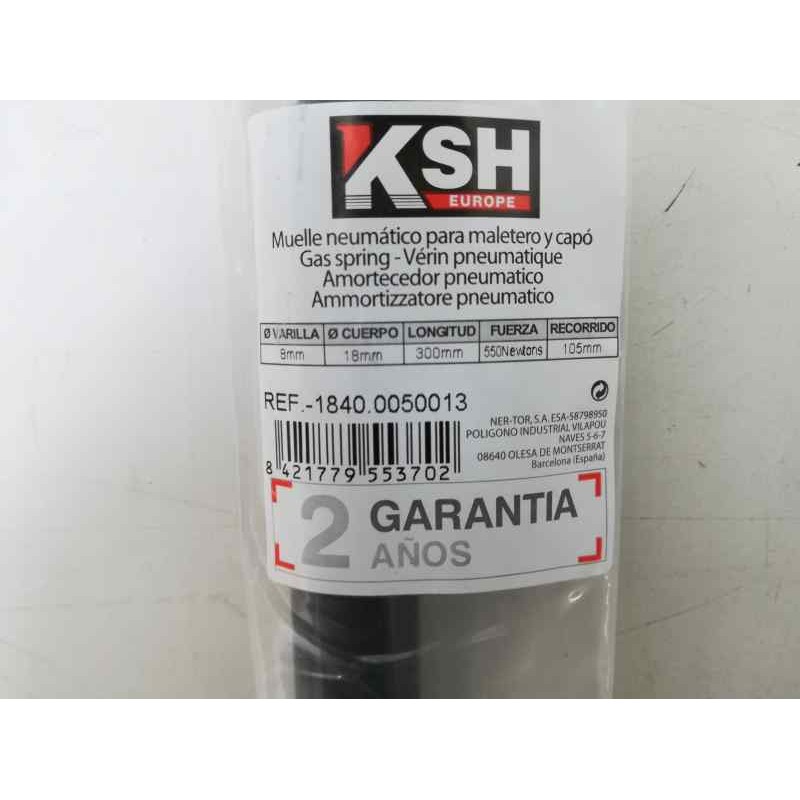 KSH
EUROPE
Muelle neumático para maletero y capó
Gas spring - Vérin pneumatique
Amortecedor pneumatico
Ammortizzatore pneumatico
Ø VARILLA Ø CUERPO LONGITUD FUERZA RECORRIDO
8mm 18mm 300mm 550Newtons 105mm
REF.-1840.0050013
NER-TOR, S.A. ESA-58798950
POLIGONO INDUSTRIAL VILAPOU
NAVES 5-6-7
08640 OLESA DE MONTSERRAT
Barcelona (España)
8 421779 553702
2 GARANTIA
AÑOS